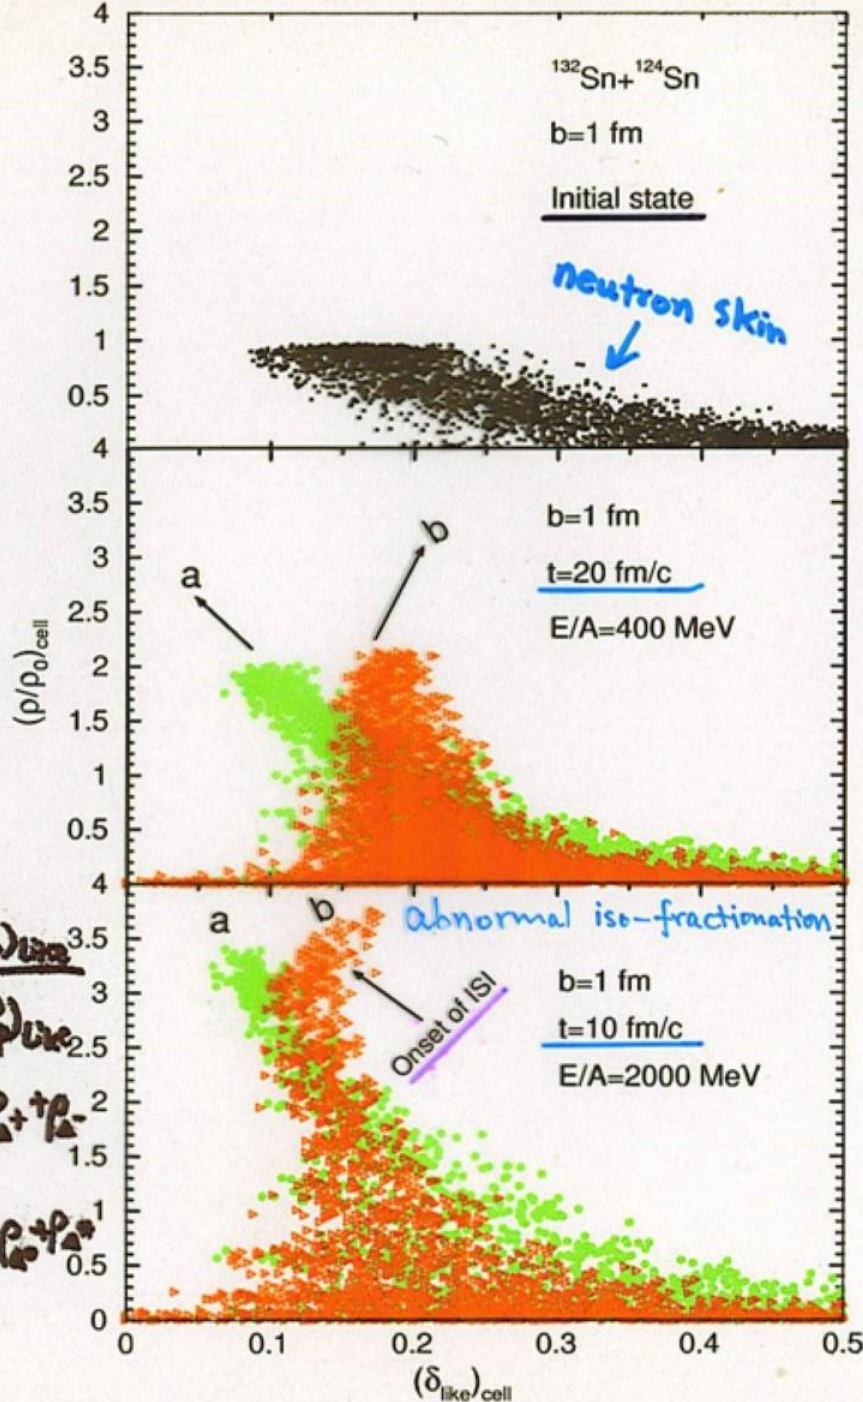 4
3.5
3
2.5
2
1.5
1
0.5
¹³²Sn+¹²⁴Sn
b=1 fm
Initial state
neutron skin
4
3.5
3
2.5
2
1.5
1
0.5
(ρ/ρ₀)cell
a
b
b=1 fm
t=20 fm/c
E/A=400 MeV
4
3.5
3
2.5
2
1.5
1
0.5
0
a
b
abnormal iso-fractionation
Onset of ISI
b=1 fm
t=10 fm/c
E/A=2000 MeV
0
0.1
0.2
0.3
0.4
0.5
(δlike)cell